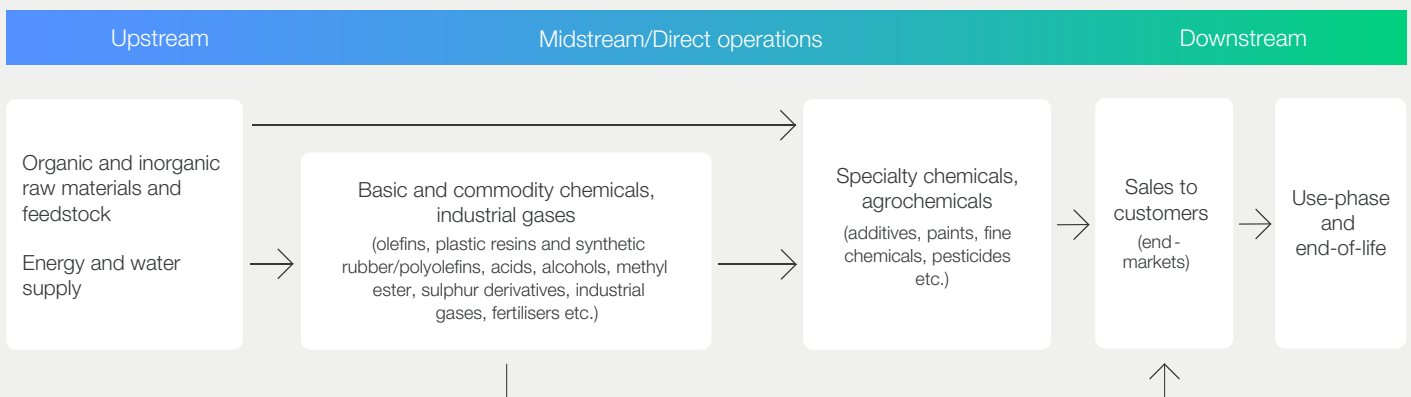 Upstream
Midstream/Direct operations
Downstream
Organic and inorganic
raw materials and
feedstock
Energy and water
supply
Basic and commodity chemicals,
industrial gases
(olefins, plastic resins and synthetic
rubber/polyolefins, acids, alcohols, methyl
ester, sulphur derivatives, industrial
gases, fertilisers etc.)
Specialty chemicals,
agrochemicals
(additives, paints, fine
chemicals, pesticides
etc.)
Sales to
customers
(end-
markets)
Use-phase
and
end-of-life